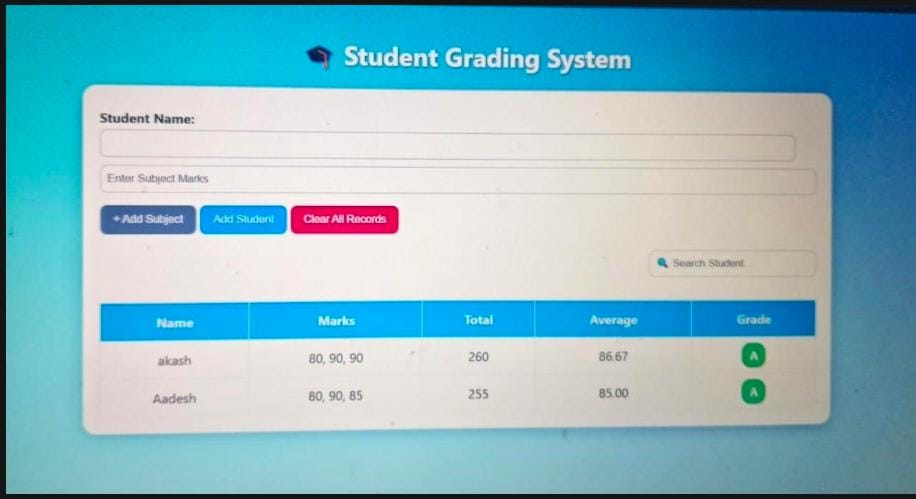 Student Grading System
Student Name:
Enter Subject Marks
+ Add Subject Add Student Clear All Records
Search Student...
Name Marks Total Average Grade
akash 80, 90, 90 260 86.67 A
Aadesh 80, 90, 85 255 85.00 A